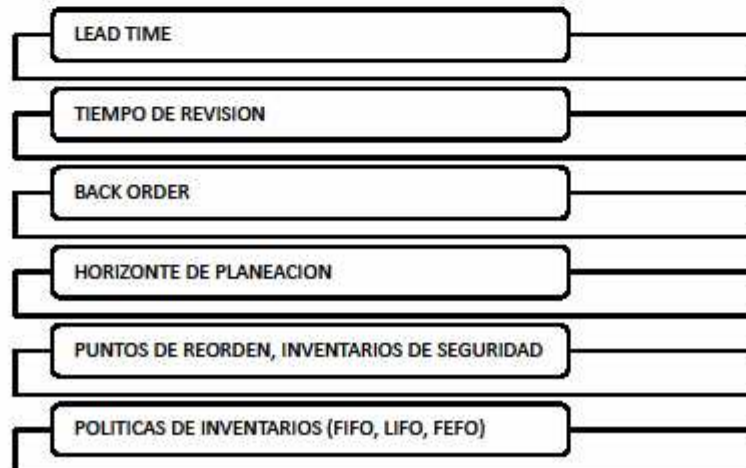 LEAD TIME
TIEMPO DE REVISION
BACK ORDER
HORIZONTE DE PLANEACION
PUNTOS DE REORDEN, INVENTARIOS DE SEGURIDAD
POLITICAS DE INVENTARIOS (FIFO, LIFO, FEFO)